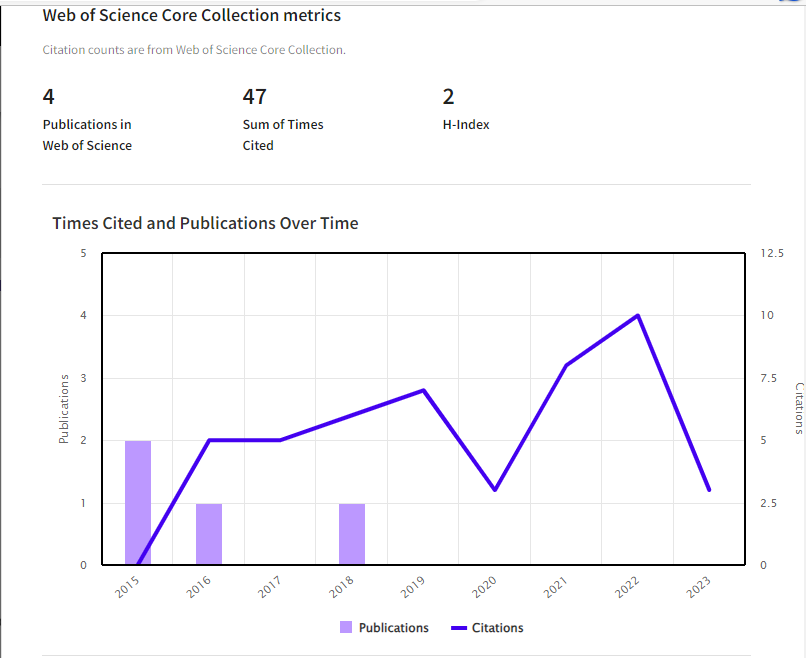 Web of Science Core Collection metrics
Citation counts are from Web of Science Core Collection.
4
47
2
Publications in
Web of Science
Sum of Times
Cited
H-Index
Times Cited and Publications Over Time
5
4
3
2
1
0
Publications
12.5
10
7.5
5
2.5
0
Citations
2015
2016
2017
2018
2019
2020
2021
2022
2023
Publications
Citations